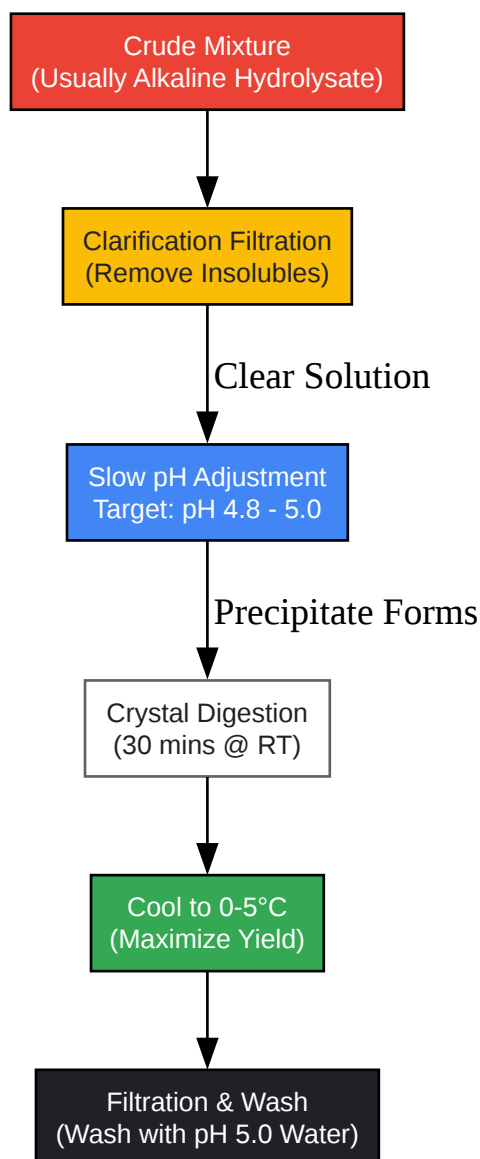 Crude Mixture
(Usually Alkaline Hydrolysate)
Clarification Filtration
(Remove Insolubles)
Clear Solution
Slow pH Adjustment
Target: pH 4.8 - 5.0
Precipitate Forms
Crystal Digestion
(30 mins @ RT)
Cool to 0-5°C
(Maximize Yield)
Filtration & Wash
(Wash with pH 5.0 Water)